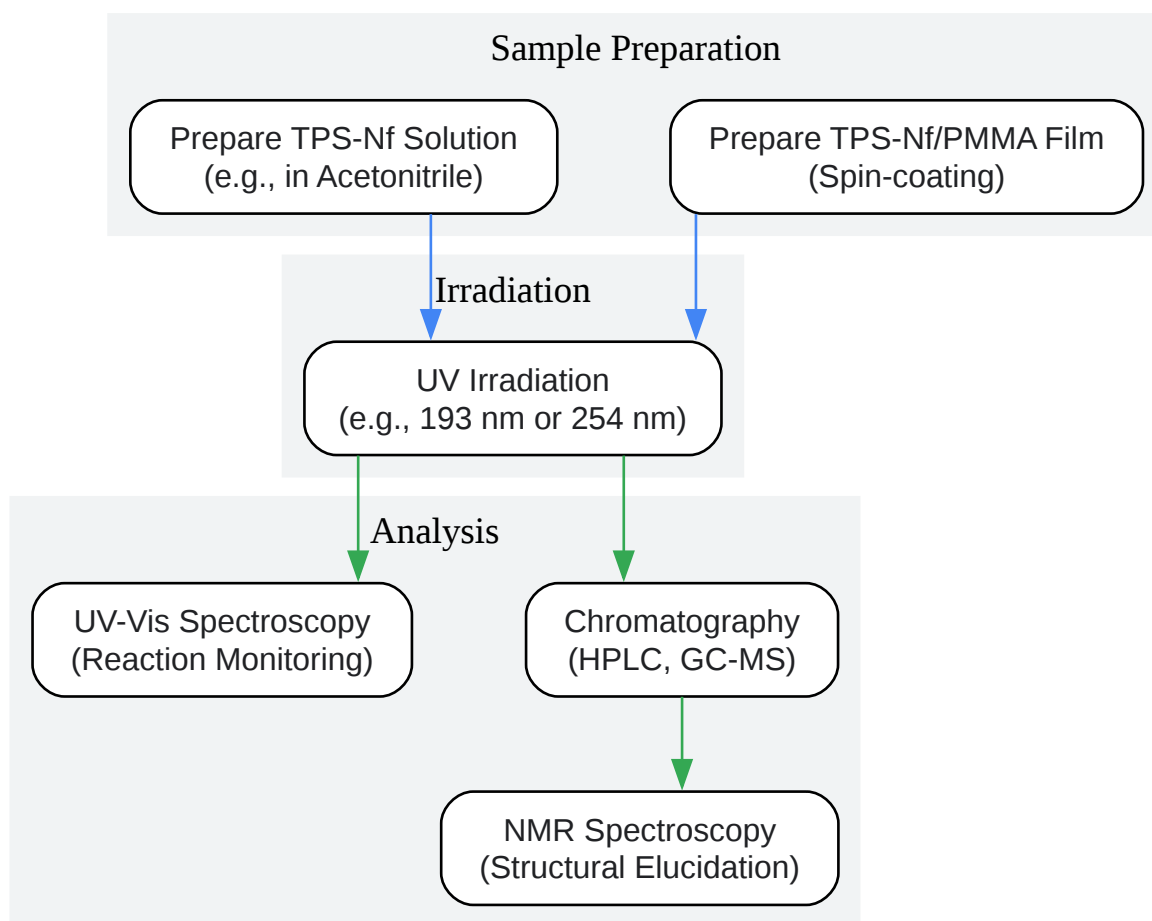 Sample Preparation
Prepare TPS-Nf Solution
(e.g., in Acetonitrile)
Prepare TPS-Nf/PMMA Film
(Spin-coating)
Irradiation
UV Irradiation
(e.g., 193 nm or 254 nm)
Analysis
UV-Vis Spectroscopy
(Reaction Monitoring)
Chromatography
(HPLC, GC-MS)
NMR Spectroscopy
(Structural Elucidation)